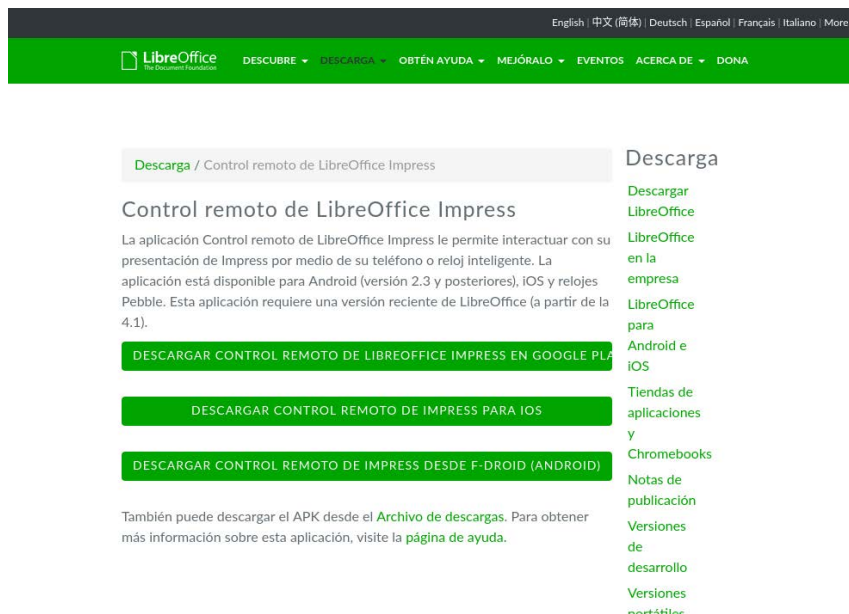 English | 中文 (简体) | Deutsch | Español | Français | Italiano | More
LibreOffice
The Document Foundation
DESCUBRE DESCARGA OBTÉN AYUDA MEJÓRALO EVENTOS ACERCA DE DONA
Descarga / Control remoto de LibreOffice Impress
Control remoto de LibreOffice Impress
La aplicación Control remoto de LibreOffice Impress le permite interactuar con su
presentación de Impress por medio de su teléfono o reloj inteligente. La
aplicación está disponible para Android (versión 2.3 y posteriores), iOS y relojes
Pebble. Esta aplicación requiere una versión reciente de LibreOffice (a partir de la
4.1).
DESCARGAR CONTROL REMOTO DE LIBREOFFICE IMPRESS EN GOOGLE PLA
DESCARGAR CONTROL REMOTO DE IMPRESS PARA IOS
DESCARGAR CONTROL REMOTO DE IMPRESS DESDE F-DROID (ANDROID)
También puede descargar el APK desde el Archivo de descargas. Para obtener
más información sobre esta aplicación, visite la página de ayuda.
Descarga
Descargar
LibreOffice
LibreOffice
en la
empresa
LibreOffice
para
Android e
iOS
Tiendas de
aplicaciones
y
Chromebooks
Notas de
publicación
Versiones
de
desarrollo
Versiones
portátiles